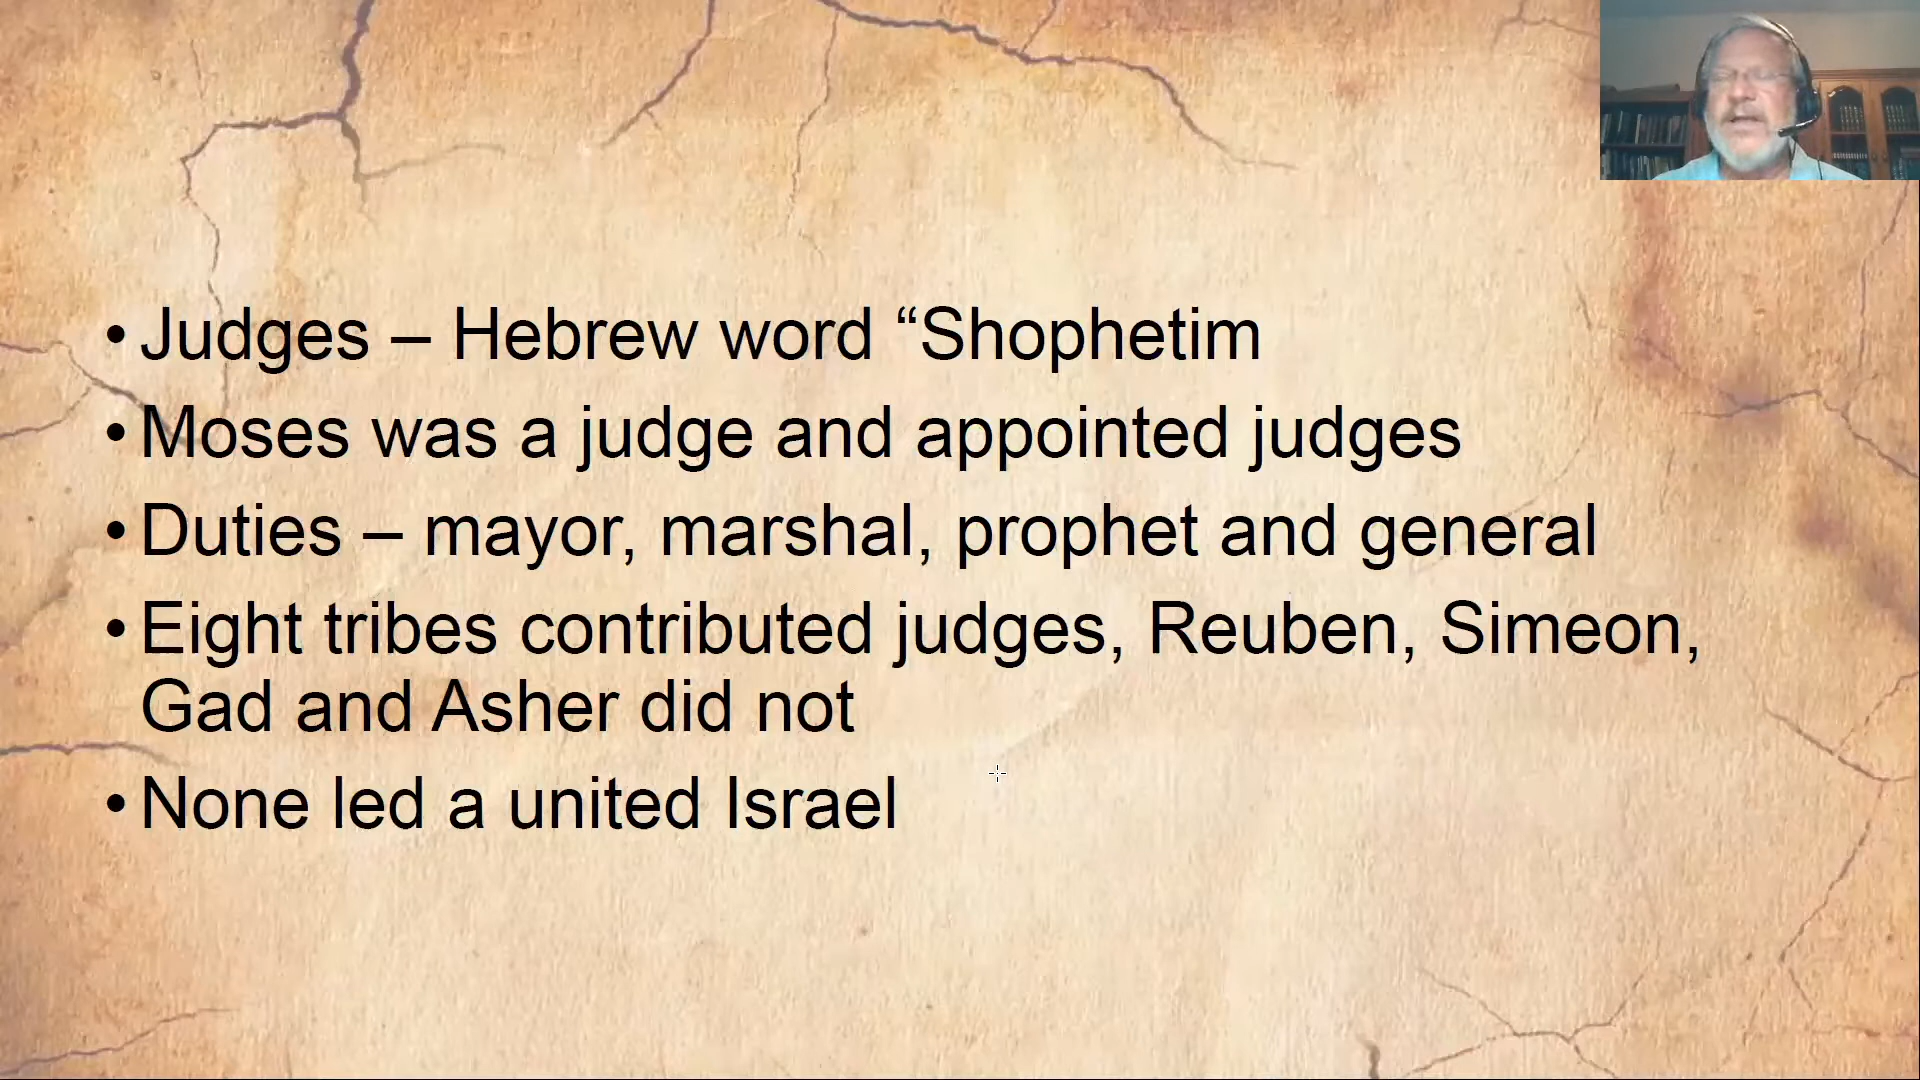 • Judges – Hebrew word “Shophetim
• Moses was a judge and appointed judges
• Duties – mayor, marshal, prophet and general
• Eight tribes contributed judges, Reuben, Simeon,
Gad and Asher did not
• None led a united Israel